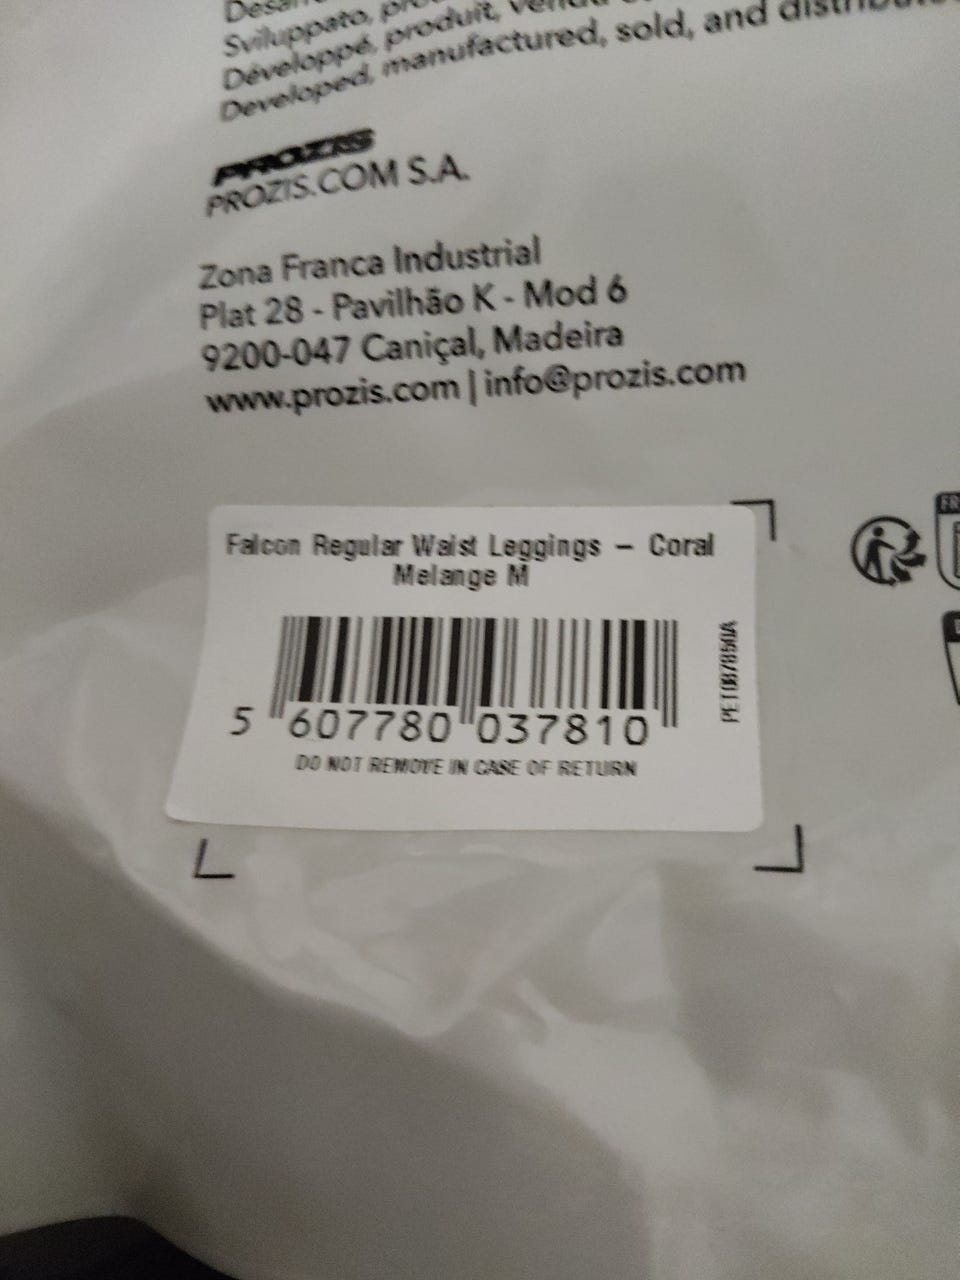 Sviluppato,
Développé, produit,
Developed, manufactured, sold, and
PROZIS
PROZIS.COM S.A.
Zona Franca Industrial
Plat 28 - Pavilhão K - Mod 6
9200-047 Caniçal, Madeira
www.prozis.com | info@prozis.com
Falcon Regular Waist Leggings – Coral
Melange M
5 607780 037810
DO NOT REMOVE IN CASE OF RETURN
PET087850A
FR